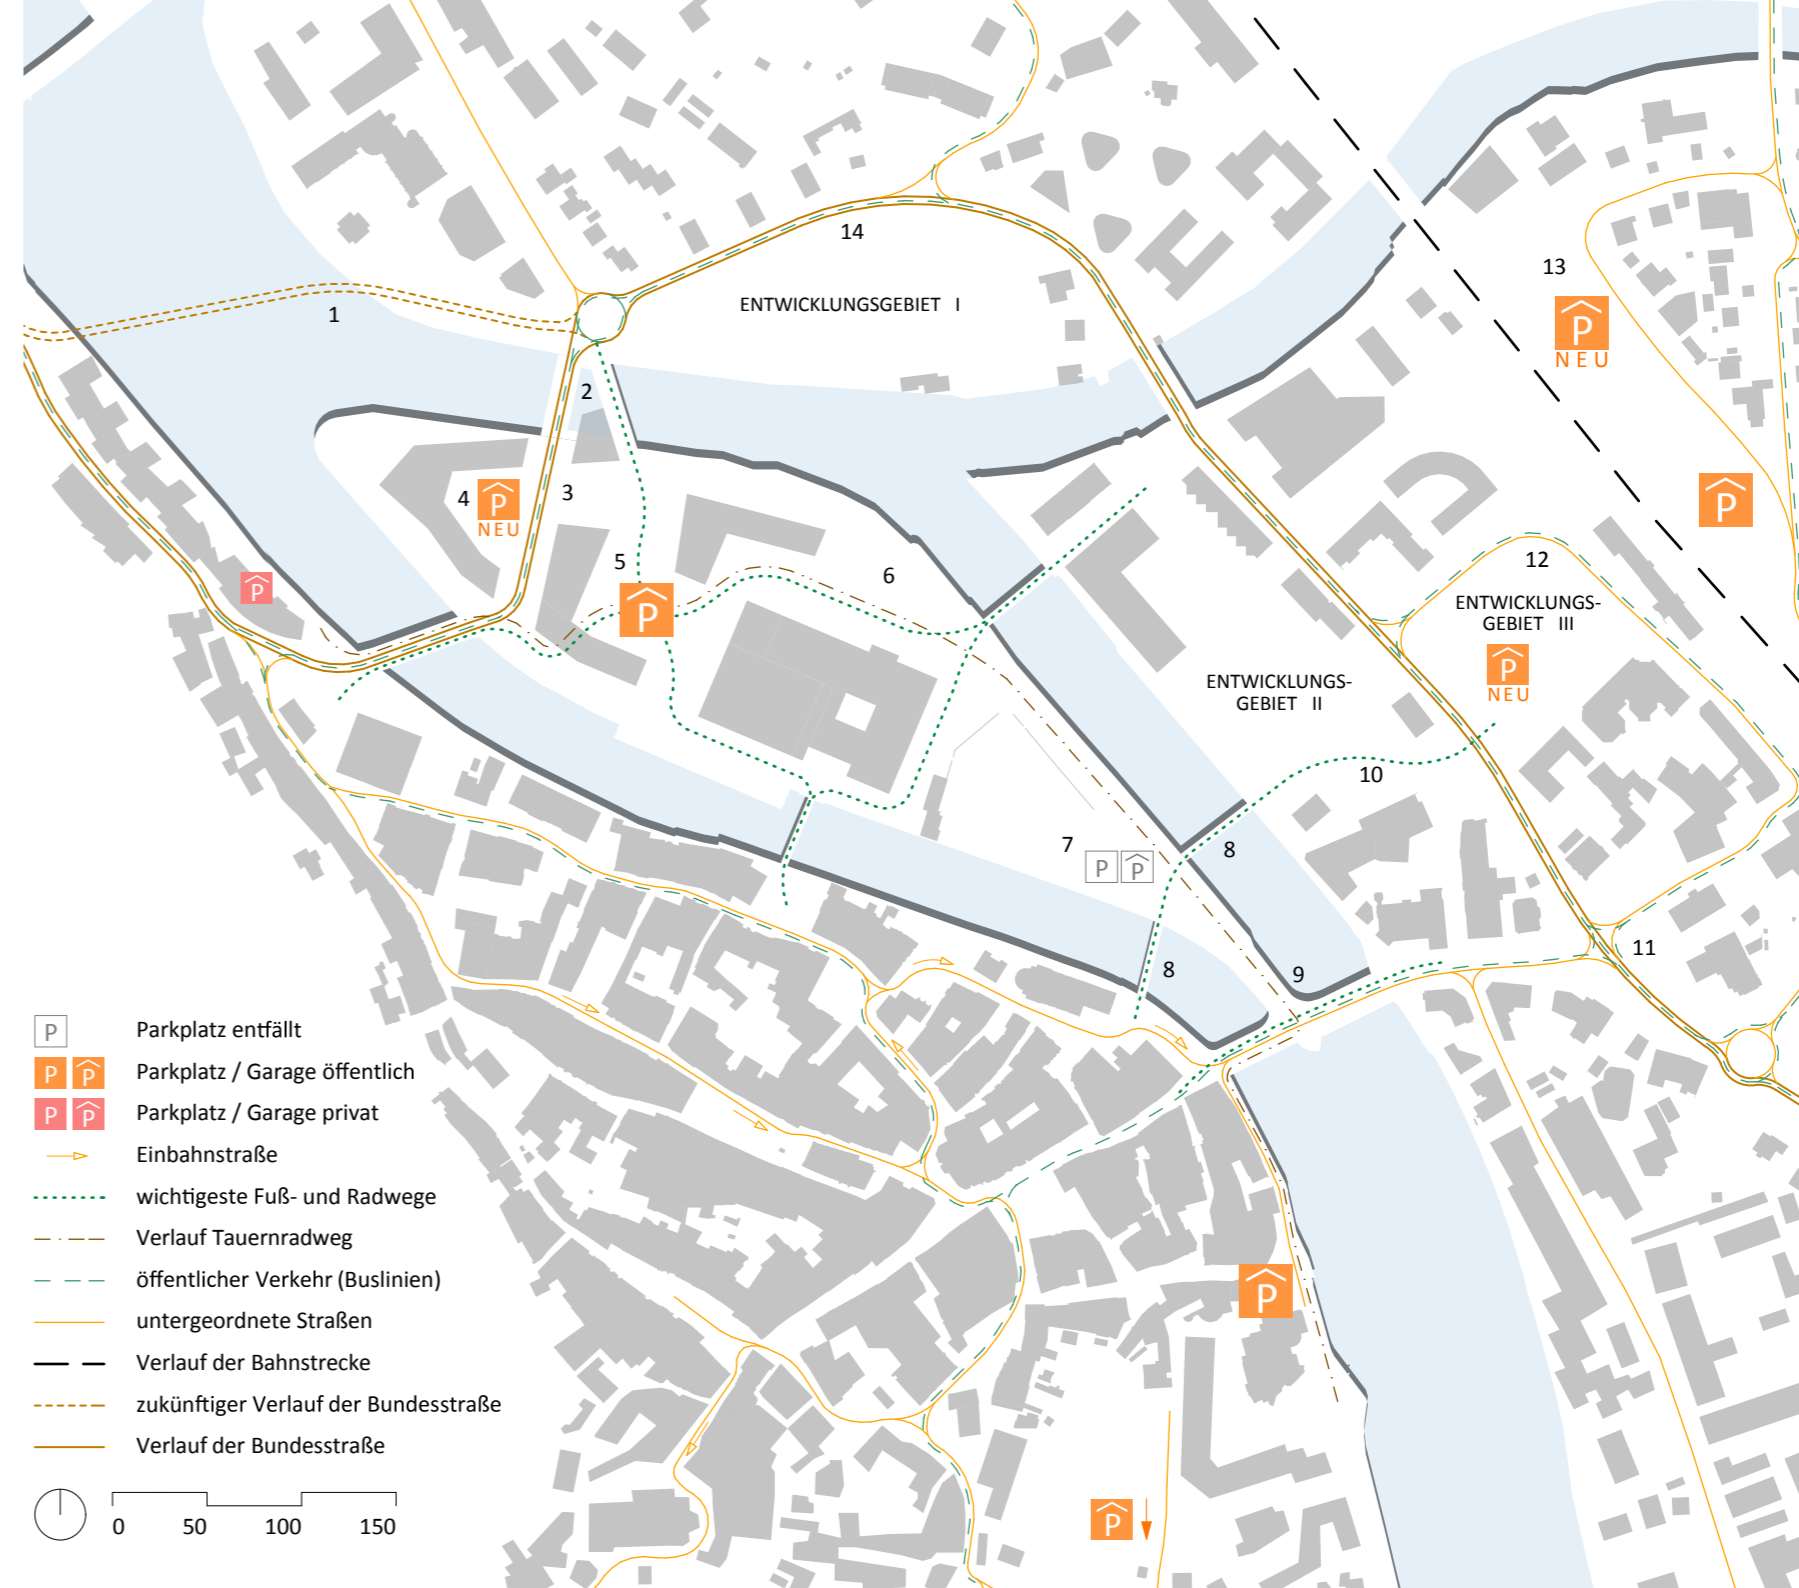 14
13
1
ENTWICKLUNGSGEBIET I
P
NEU
2
4
P
NEU
3
P
5
P
6
P
12
ENTWICKLUNGS-
GEBIET III
P
NEU
ENTWICKLUNGS-
GEBIET II
10
7
P P
8
8
9
11
P
P
P Parkplatz entfällt
P P Parkplatz / Garage öffentlich
P P Parkplatz / Garage privat
Einbahnstraße
wichtigeste Fuß- und Radwege
Verlauf Tauernradweg
öffentlicher Verkehr (Buslinien)
untergeordnete Straßen
Verlauf der Bahnstrecke
zukünftiger Verlauf der Bundesstraße
Verlauf der Bundesstraße
0 50 100 150